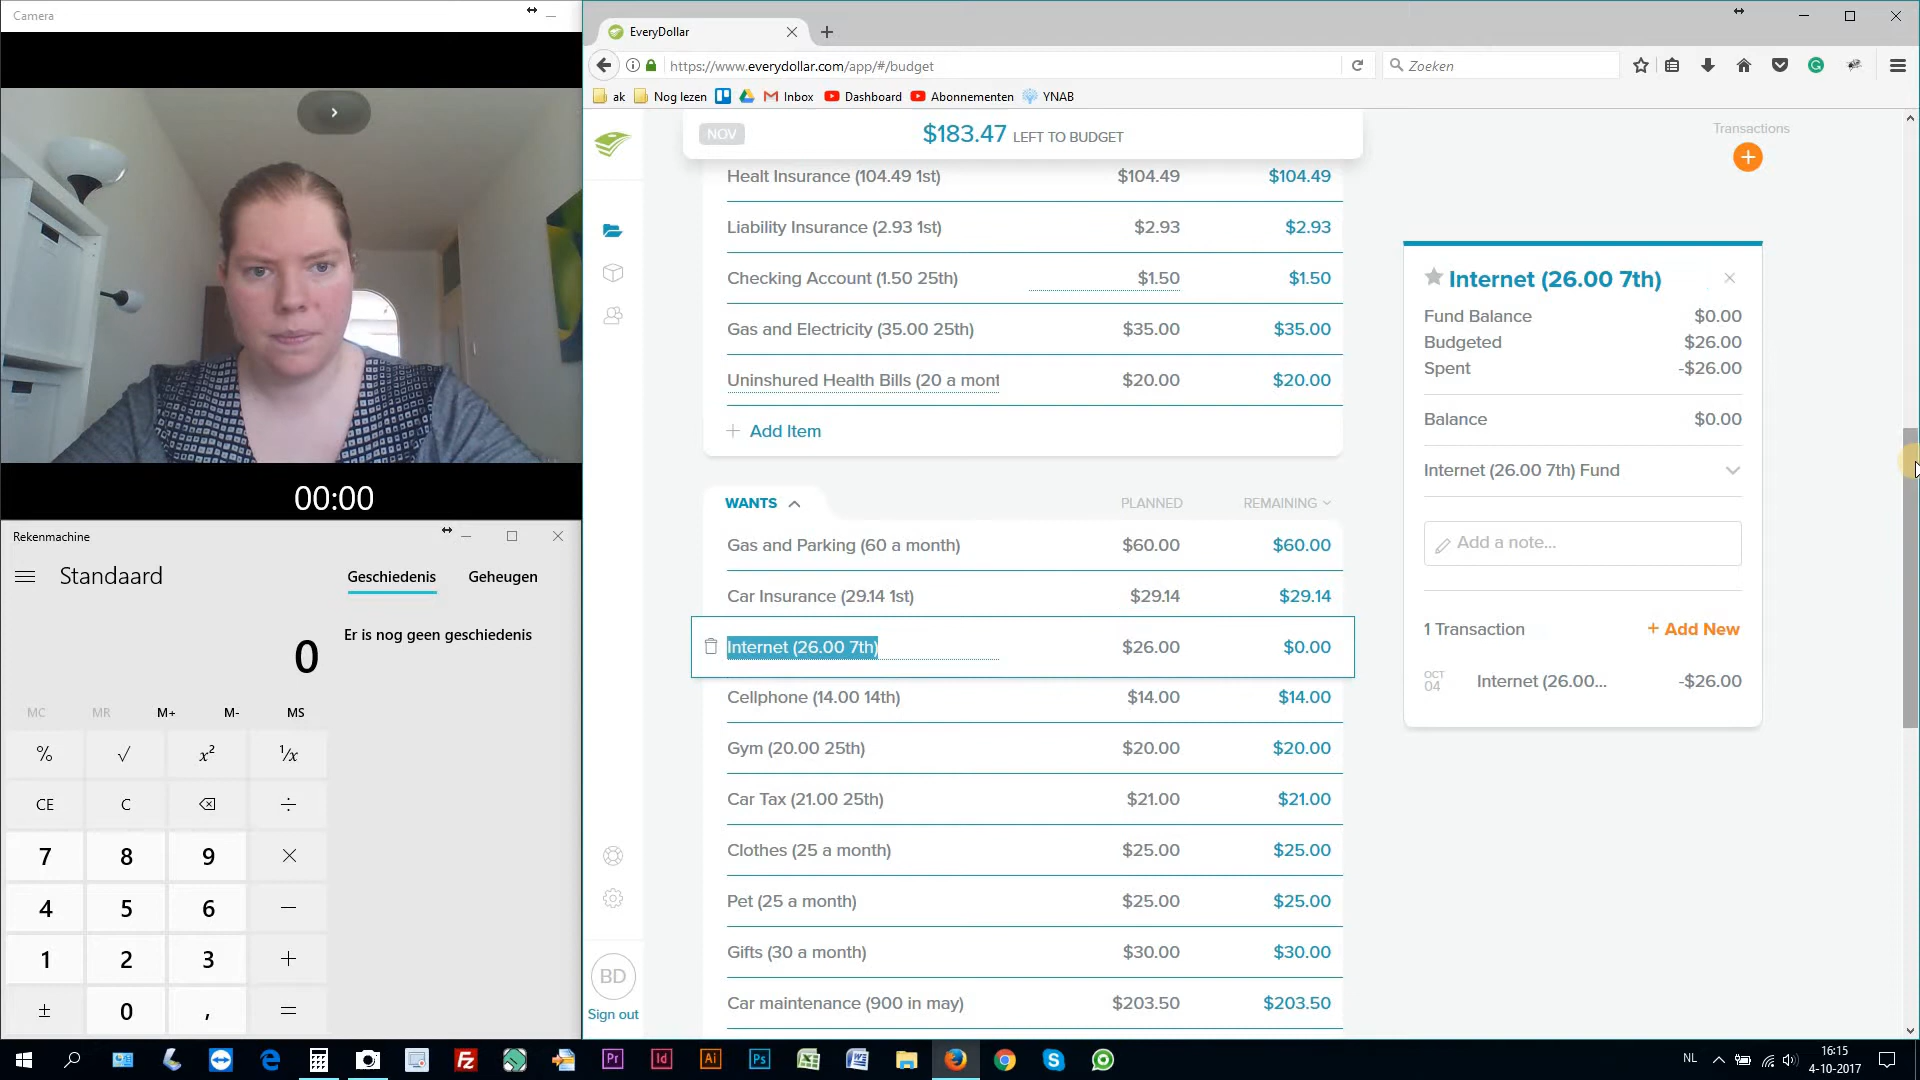 Camera
00:00
Rekenmachine
Standaard
Geschiedenis Geheugen
Er is nog geen geschiedenis
0
MC MR M+ M- MS
% √ x² ¹/x
CE C ÷
7 8 9 ×
4 5 6 −
1 2 3 +
± 0 , =
EveryDollar
https://www.everydollar.com/app/#/budget
Zoeken
ak Nog lezen Inbox Dashboard Abonnementen YNAB
NOV $183.47 LEFT TO BUDGET
Transactions
Healt Insurance (104.49 1st) $104.49 $104.49
Liability Insurance (2.93 1st) $2.93 $2.93
Checking Account (1.50 25th) $1.50 $1.50
Gas and Electricity (35.00 25th) $35.00 $35.00
Uninshured Health Bills (20 a mont $20.00 $20.00
+ Add Item
WANTS PLANNED REMAINING
Gas and Parking (60 a month) $60.00 $60.00
Car Insurance (29.14 1st) $29.14 $29.14
Internet (26.00 7th) $26.00 $0.00
Cellphone (14.00 14th) $14.00 $14.00
Gym (20.00 25th) $20.00 $20.00
Car Tax (21.00 25th) $21.00 $21.00
Clothes (25 a month) $25.00 $25.00
Pet (25 a month) $25.00 $25.00
Gifts (30 a month) $30.00 $30.00
Car maintenance (900 in may) $203.50 $203.50
BD
Sign out
Internet (26.00 7th)
Fund Balance $0.00
Budgeted $26.00
Spent -$26.00
Balance $0.00
Internet (26.00 7th) Fund
Add a note...
1 Transaction + Add New
OCT
04 Internet (26.00... -$26.00
Pr Id Ai Ps
NL 16:15
4-10-2017